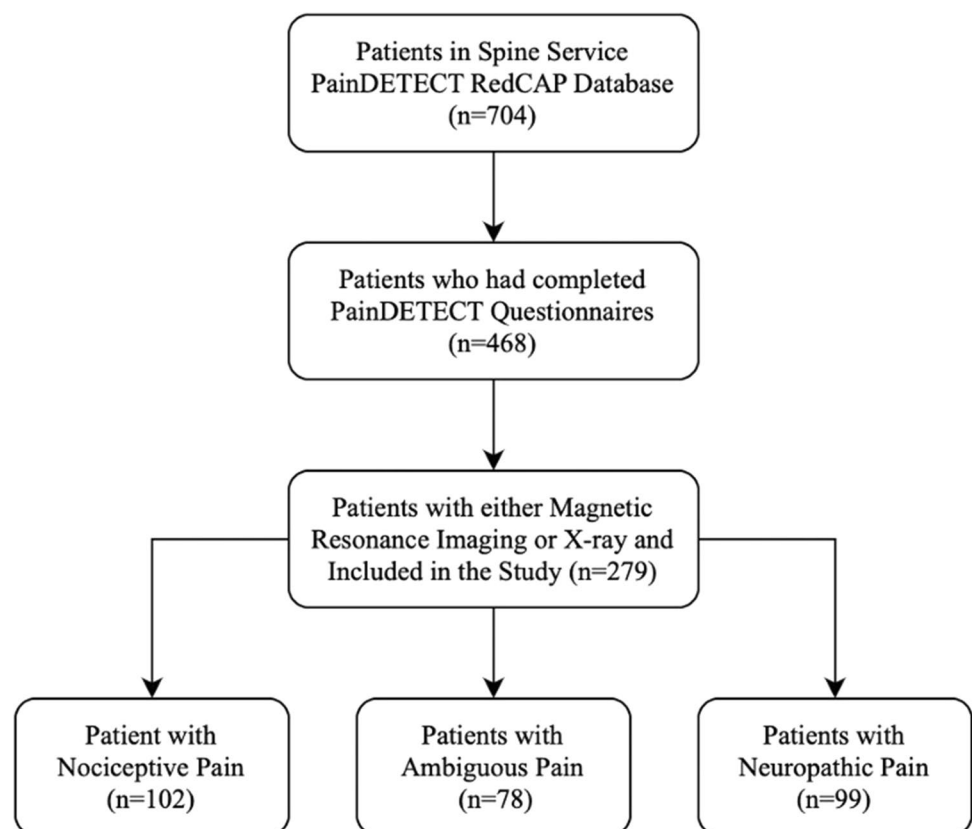 Patients in Spine Service
PainDETECT RedCAP Database
(n=704)
Patients who had completed
PainDETECT Questionnaires
(n=468)
Patients with either Magnetic
Resonance Imaging or X-ray and
Included in the Study (n=279)
Patient with
Nociceptive Pain
(n=102)
Patients with
Ambiguous Pain
(n=78)
Patients with
Neuropathic Pain
(n=99)